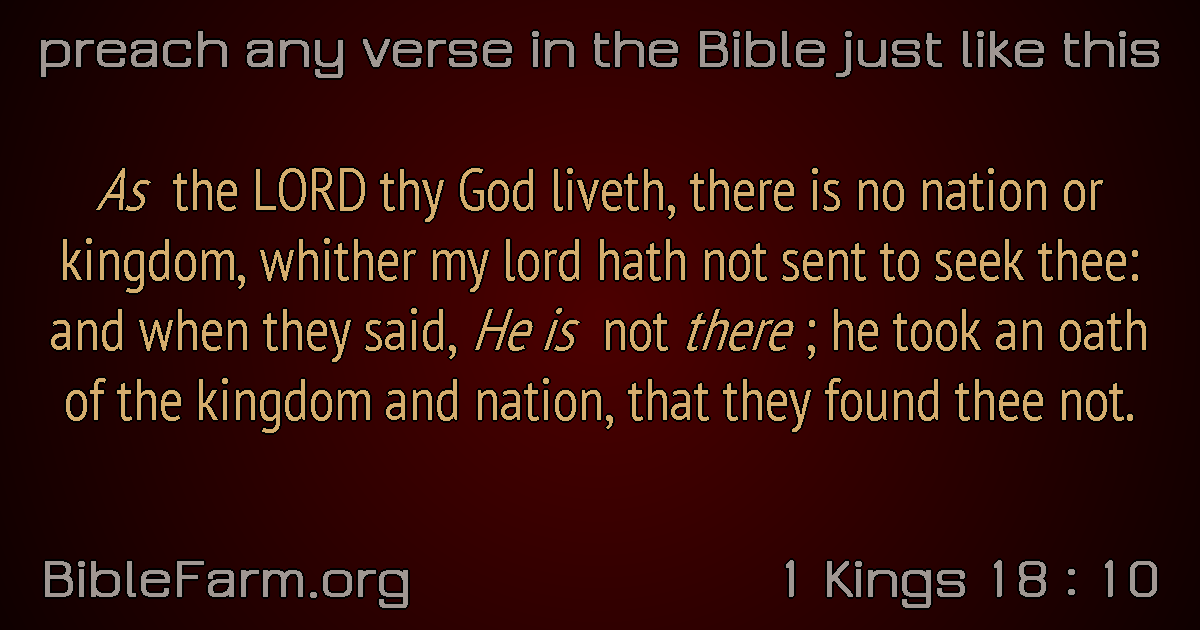 preach any verse in the Bible just like this
As the LORD thy God liveth, there is no nation or
kingdom, whither my lord hath not sent to seek thee:
and when they said, He is not there ; he took an oath
of the kingdom and nation, that they found thee not.
BibleFarm.org
1 Kings 18 : 10